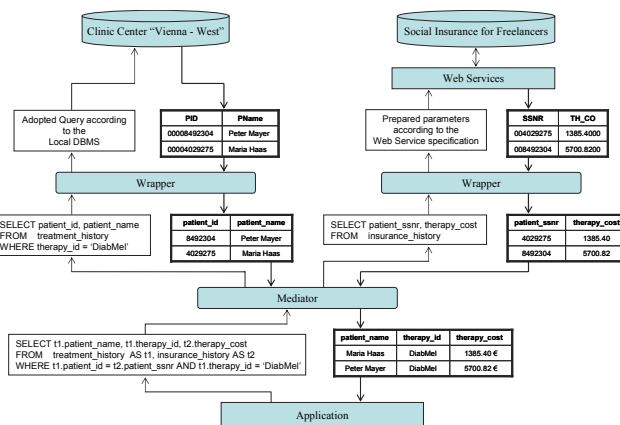 Clinic Center “Vienna - West”
Social Insurance for Freelancers
Web Services
Adopted Query according
to the
Local DBMS
PID PName
00008492304 Peter Mayer
00004029275 Maria Haas
Prepared parameters
according to the
Web Service specification
SSNR TH_CO
004029275 1385.4000
008492304 5700.8200
Wrapper
Wrapper
SELECT patient_id, patient_name
FROM treatment_history
WHERE therapy_id = ‘DiabMel’
patient_id patient_name
8492304 Peter Mayer
4029275 Maria Haas
SELECT patient_ssnr, therapy_cost
FROM insurance_history
patient_ssnr therapy_cost
4029275 1385.40
8492304 5700.82
Mediator
SELECT t1.patient_name, t1.therapy_id, t2.therapy_cost
FROM treatment_history AS t1, insurance_history AS t2
WHERE t1.patient_id = t2.patient_ssnr AND t1.therapy_id = ‘DiabMel’
patient_name therapy_id therapy_cost
Maria Haas DiabMel 1385.40 €
Peter Mayer DiabMel 5700.82 €
Application